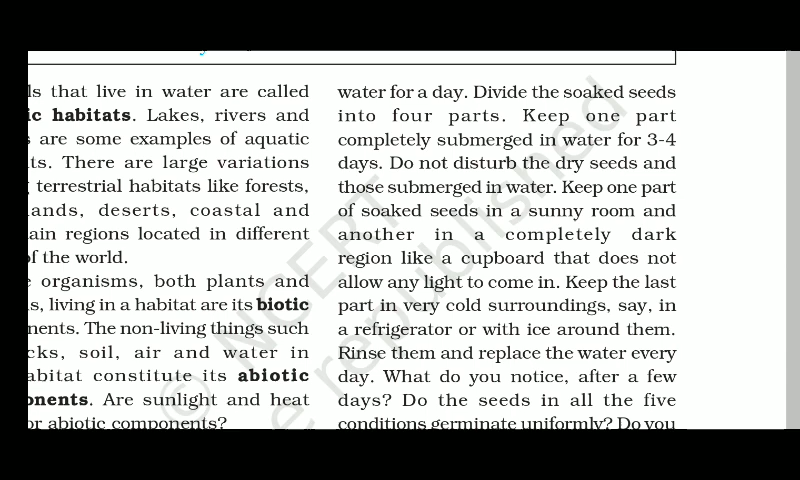 ls that live in water are called
ic habitats. Lakes, rivers and
s are some examples of aquatic
ts. There are large variations
terrestrial habitats like forests,
ands, deserts, coastal and
ain regions located in different
of the world.
e organisms, both plants and
s, living in a habitat are its biotic
nents. The non-living things such
cks, soil, air and water in
abitat constitute its abiotic
onents. Are sunlight and heat
or abiotic components?
water for a day. Divide the soaked seeds
into four parts. Keep one part
completely submerged in water for 3-4
days. Do not disturb the dry seeds and
those submerged in water. Keep one part
of soaked seeds in a sunny room and
another in a completely dark
region like a cupboard that does not
allow any light to come in. Keep the last
part in very cold surroundings, say, in
a refrigerator or with ice around them.
Rinse them and replace the water every
day. What do you notice, after a few
days? Do the seeds in all the five
conditions germinate uniformly? Do you
© NCERT
e republished